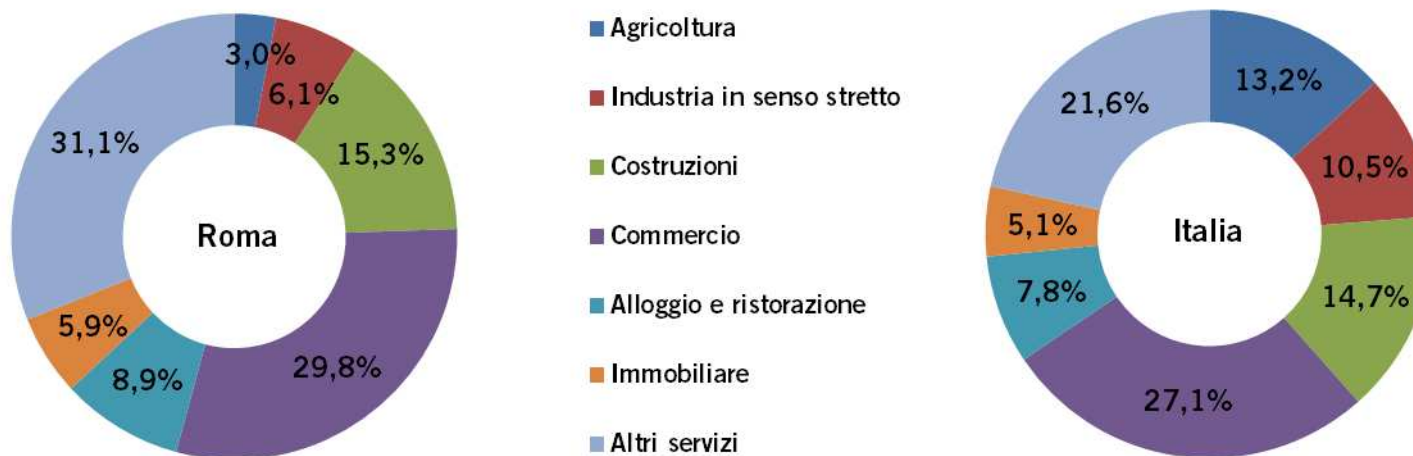 3,0%
6,1%
15,3%
29,8%
8,9%
5,9%
31,1%
Roma
Agricoltura
Industria in senso stretto
Costruzioni
Commercio
Alloggio e ristorazione
Immobiliare
Altri servizi
13,2%
10,5%
14,7%
27,1%
7,8%
5,1%
21,6%
Italia